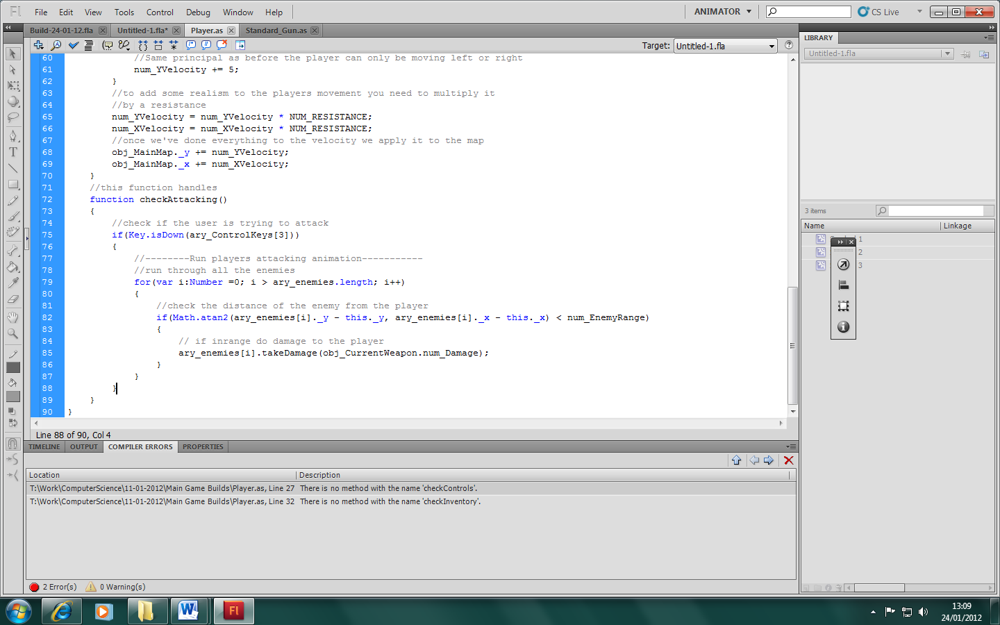 Fl File Edit View Tools Control Debug Window Help ANIMATOR CS Live
Build-24-01-12.fla Untitled-1.fla* Player.as Standard_Gun.as
Target: Untitled-1.fla
60 //Same principal as before the player can only be moving left or right
61 num_YVelocity += 5;
62 }
63 //to add some realism to the players movement you need to multiply it
64 //by a resistance
65 num_YVelocity = num_YVelocity * NUM_RESISTANCE;
66 num_XVelocity = num_XVelocity * NUM_RESISTANCE;
67 //once we've done everything to the velocity we apply it to the map
68 obj_MainMap._y += num_YVelocity;
69 obj_MainMap._x += num_XVelocity;
70 }
71 //this function handles
72 function checkAttacking()
73 {
74 //check if the user is trying to attack
75 if(Key.isDown(ary_ControlKeys[3]))
76 {
77 //--------Run players attacking animation-----------
78 //run through all the enemies
79 for(var i:Number =0; i > ary_enemies.length; i++)
80 {
81 //check the distance of the enemy from the player
82 if(Math.atan2(ary_enemies[i]._y - this._y, ary_enemies[i]._x - this._x) < num_EnemyRange)
83 {
84 // if inrange do damage to the player
85 ary_enemies[i].takeDamage(obj_CurrentWeapon.num_Damage);
86 }
87 }
88 }
89 }
90 }
Line 88 of 90, Col 4
TIMELINE OUTPUT COMPILER ERRORS PROPERTIES
Location Description
T:\Work\ComputerScience\11-01-2012\Main Game Builds\Player.as, Line 27 There is no method with the name 'checkControls'.
T:\Work\ComputerScience\11-01-2012\Main Game Builds\Player.as, Line 32 There is no method with the name 'checkInventory'.
2 Error(s) 0 Warning(s)
LIBRARY
Untitled-1.fla
3 items
Name Linkage
1
2
3
W Fl
13:09
24/01/2012